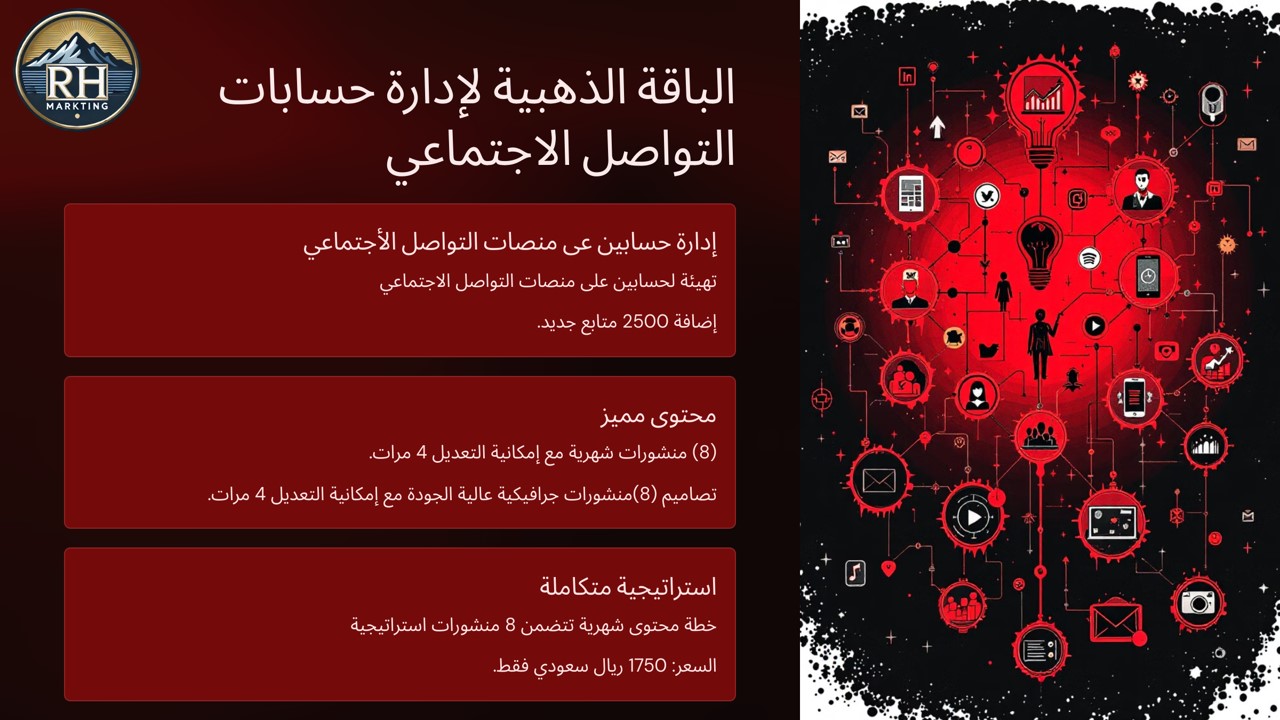 RH
MARKTING
الباقة الذهبية لإدارة حسابات
التواصل الاجتماعي
إدارة حسابين عى منصات التواصل الأجتماعي
تهيئة لحسابين على منصات التواصل الاجتماعي
إضافة 2500 متابع جديد.
محتوى مميز
(8) منشورات شهرية مع إمكانية التعديل 4 مرات.
تصاميم (8)منشورات جرافيكية عالية الجودة مع إمكانية التعديل 4 مرات.
استراتيجية متكاملة
خطة محتوى شهرية تتضمن 8 منشورات استراتيجية
السعر: 1750 ريال سعودي فقط.
in